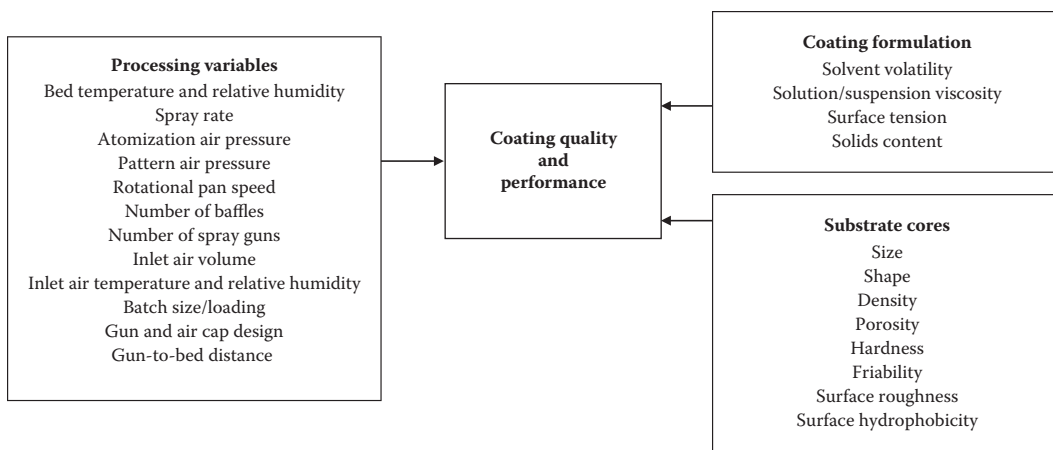 Processing variables
Bed temperature and relative humidity
Spray rate
Atomization air pressure
Pattern air pressure
Rotational pan speed
Number of baffles
Number of spray guns
Inlet air volume
Inlet air temperature and relative humidity
Batch size/loading
Gun and air cap design
Gun-to-bed distance
Coating quality
and
performance
Coating formulation
Solvent volatility
Solution/suspension viscosity
Surface tension
Solids content
Substrate cores
Size
Shape
Density
Porosity
Hardness
Friability
Surface roughness
Surface hydrophobicity